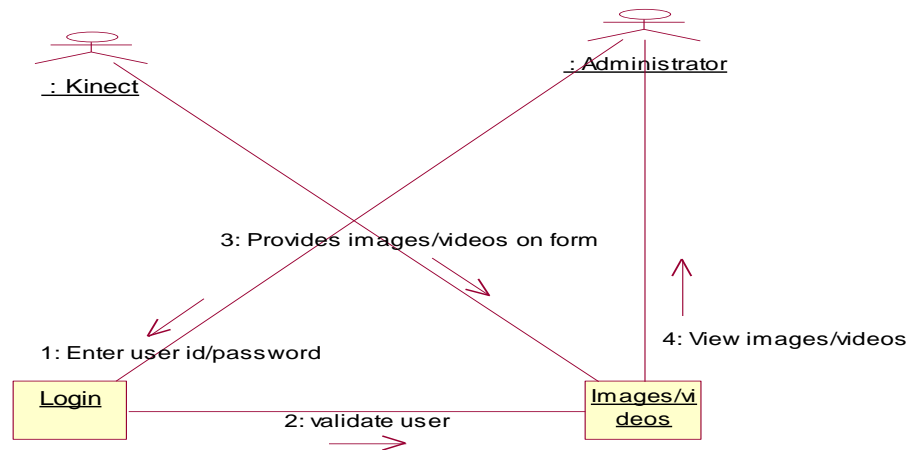 : Kinect
: Administrator
3: Provides images/videos on form
1: Enter user id/password
4: View images/videos
Login
Images/vi
deos
2: validate user